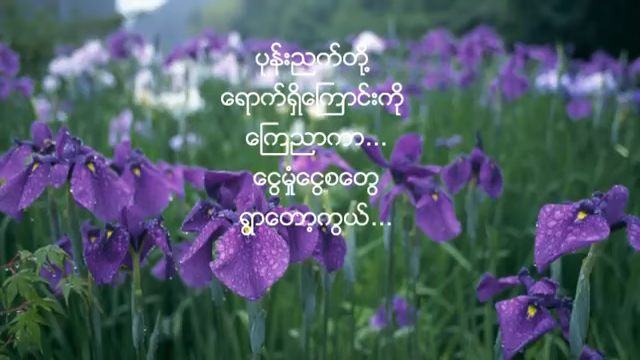 ပုန်းညက်တို့
ရောက်ရှိကြောင်းကို
ကြေညာကာ...
ငွေမှုံငွေစတွေ
ရွာတော့ကွယ်...